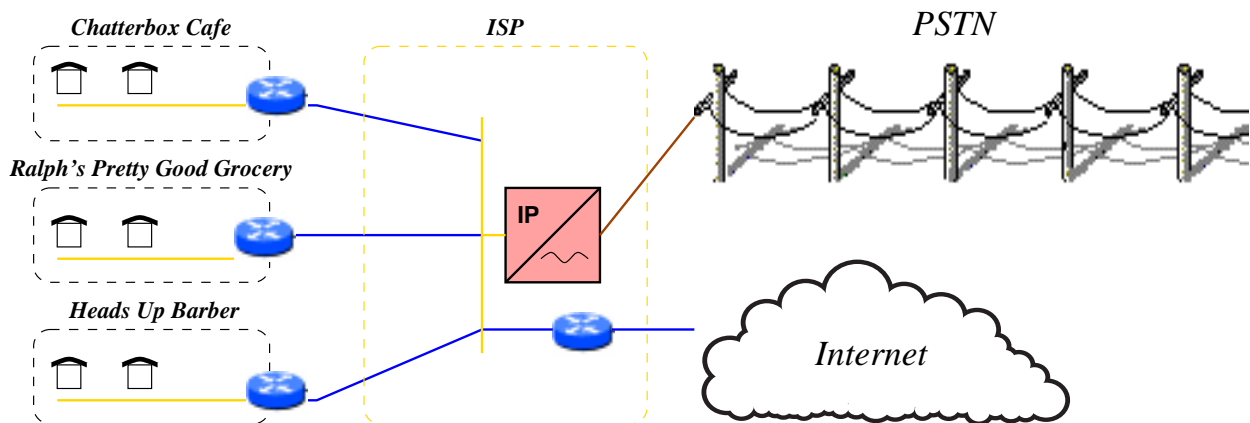 Chatterbox Cafe
ISP
PSTN
Ralph's Pretty Good Grocery
IP
Heads Up Barber
Internet